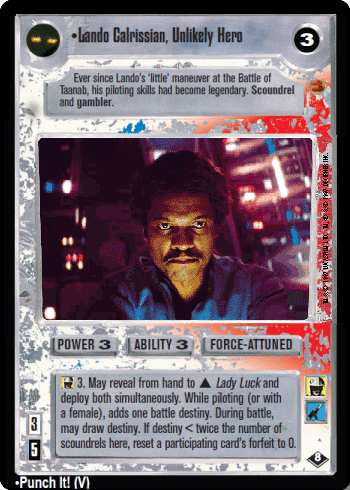 •Lando Calrissian, Unlikely Hero
3
Ever since Lando's 'little' maneuver at the Battle of
Taanab, his piloting skills had become legendary. Scoundrel
and gambler.
POWER 3
ABILITY 3
FORCE-ATTUNED
3. May reveal from hand to ▲ Lady Luck and
deploy both simultaneously. While piloting (or with
a female), adds one battle destiny. During battle,
may draw destiny. If destiny < twice the number of
scoundrels here, reset a participating card's forfeit to 0.
3
5
8
•Punch It! (V)